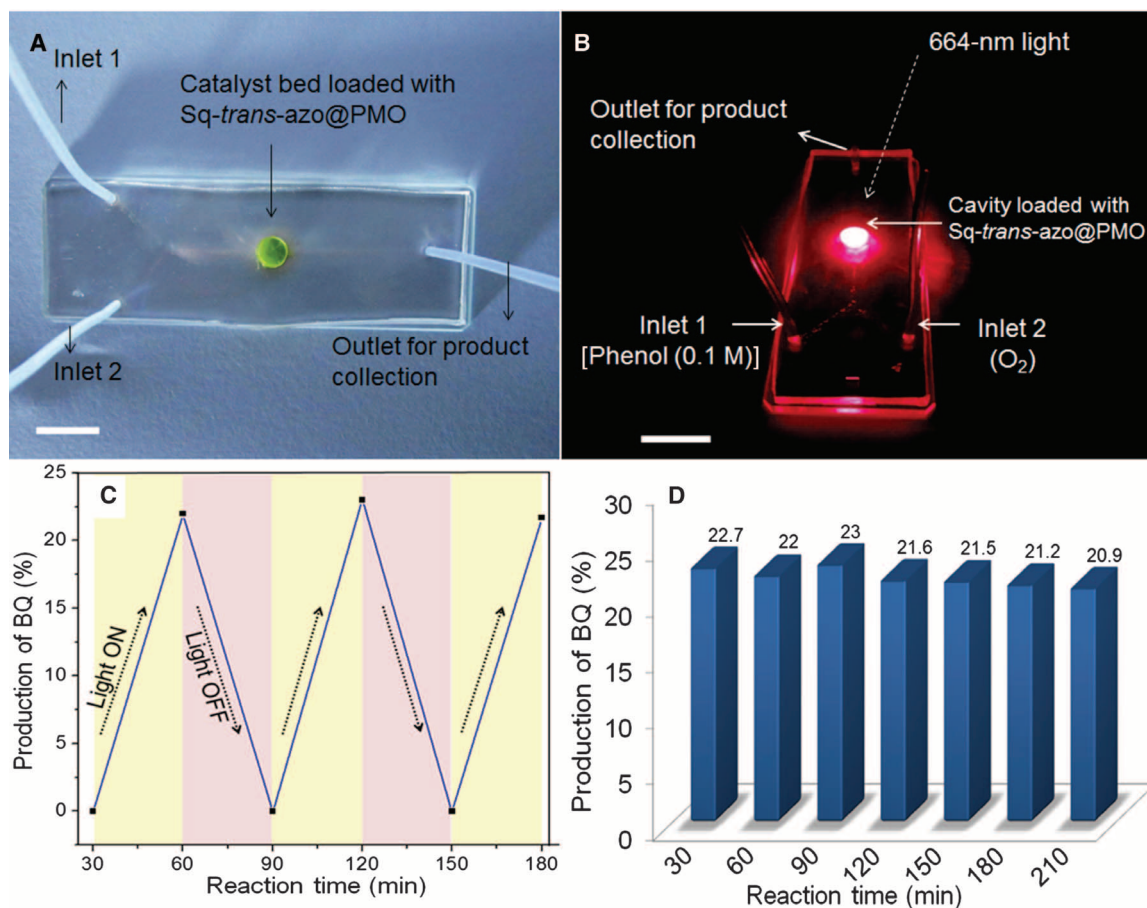 A
Inlet 1
Catalyst bed loaded with
Sq-trans-azo@PMO
Inlet 2
Outlet for product
collection
B
664-nm light
Outlet for product
collection
Cavity loaded with
Sq-trans-azo@PMO
Inlet 1
[Phenol (0.1 M)]
Inlet 2
(O₂)
C
Production of BQ (%)
25
20
15
10
5
0
Light ON
Light OFF
30 60 90 120 150 180
Reaction time (min)
D
Production of BQ (%)
30
25
20
15
10
5
0
22.7 22 23 21.6 21.5 21.2 20.9
30 60 90 120 150 180 210
Reaction time (min)